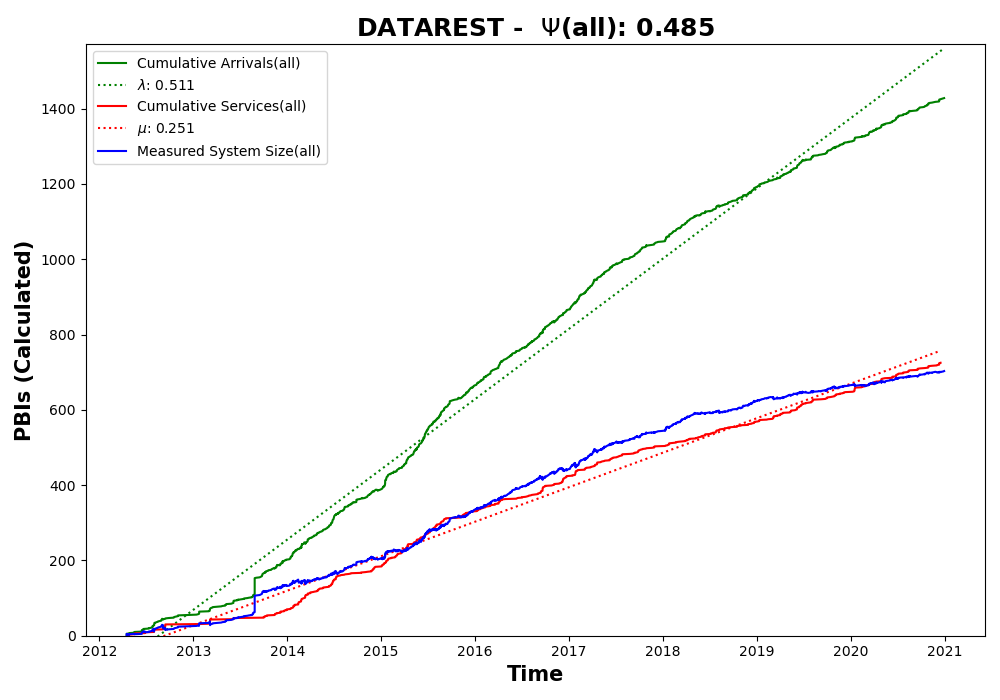 DATAREST - Ψ(all): 0.485
Cumulative Arrivals(all)
λ: 0.511
Cumulative Services(all)
μ: 0.251
Measured System Size(all)
PBIs (Calculated)
1400
1200
1000
800
600
400
200
0
2012 2013 2014 2015 2016 2017 2018 2019 2020 2021
Time